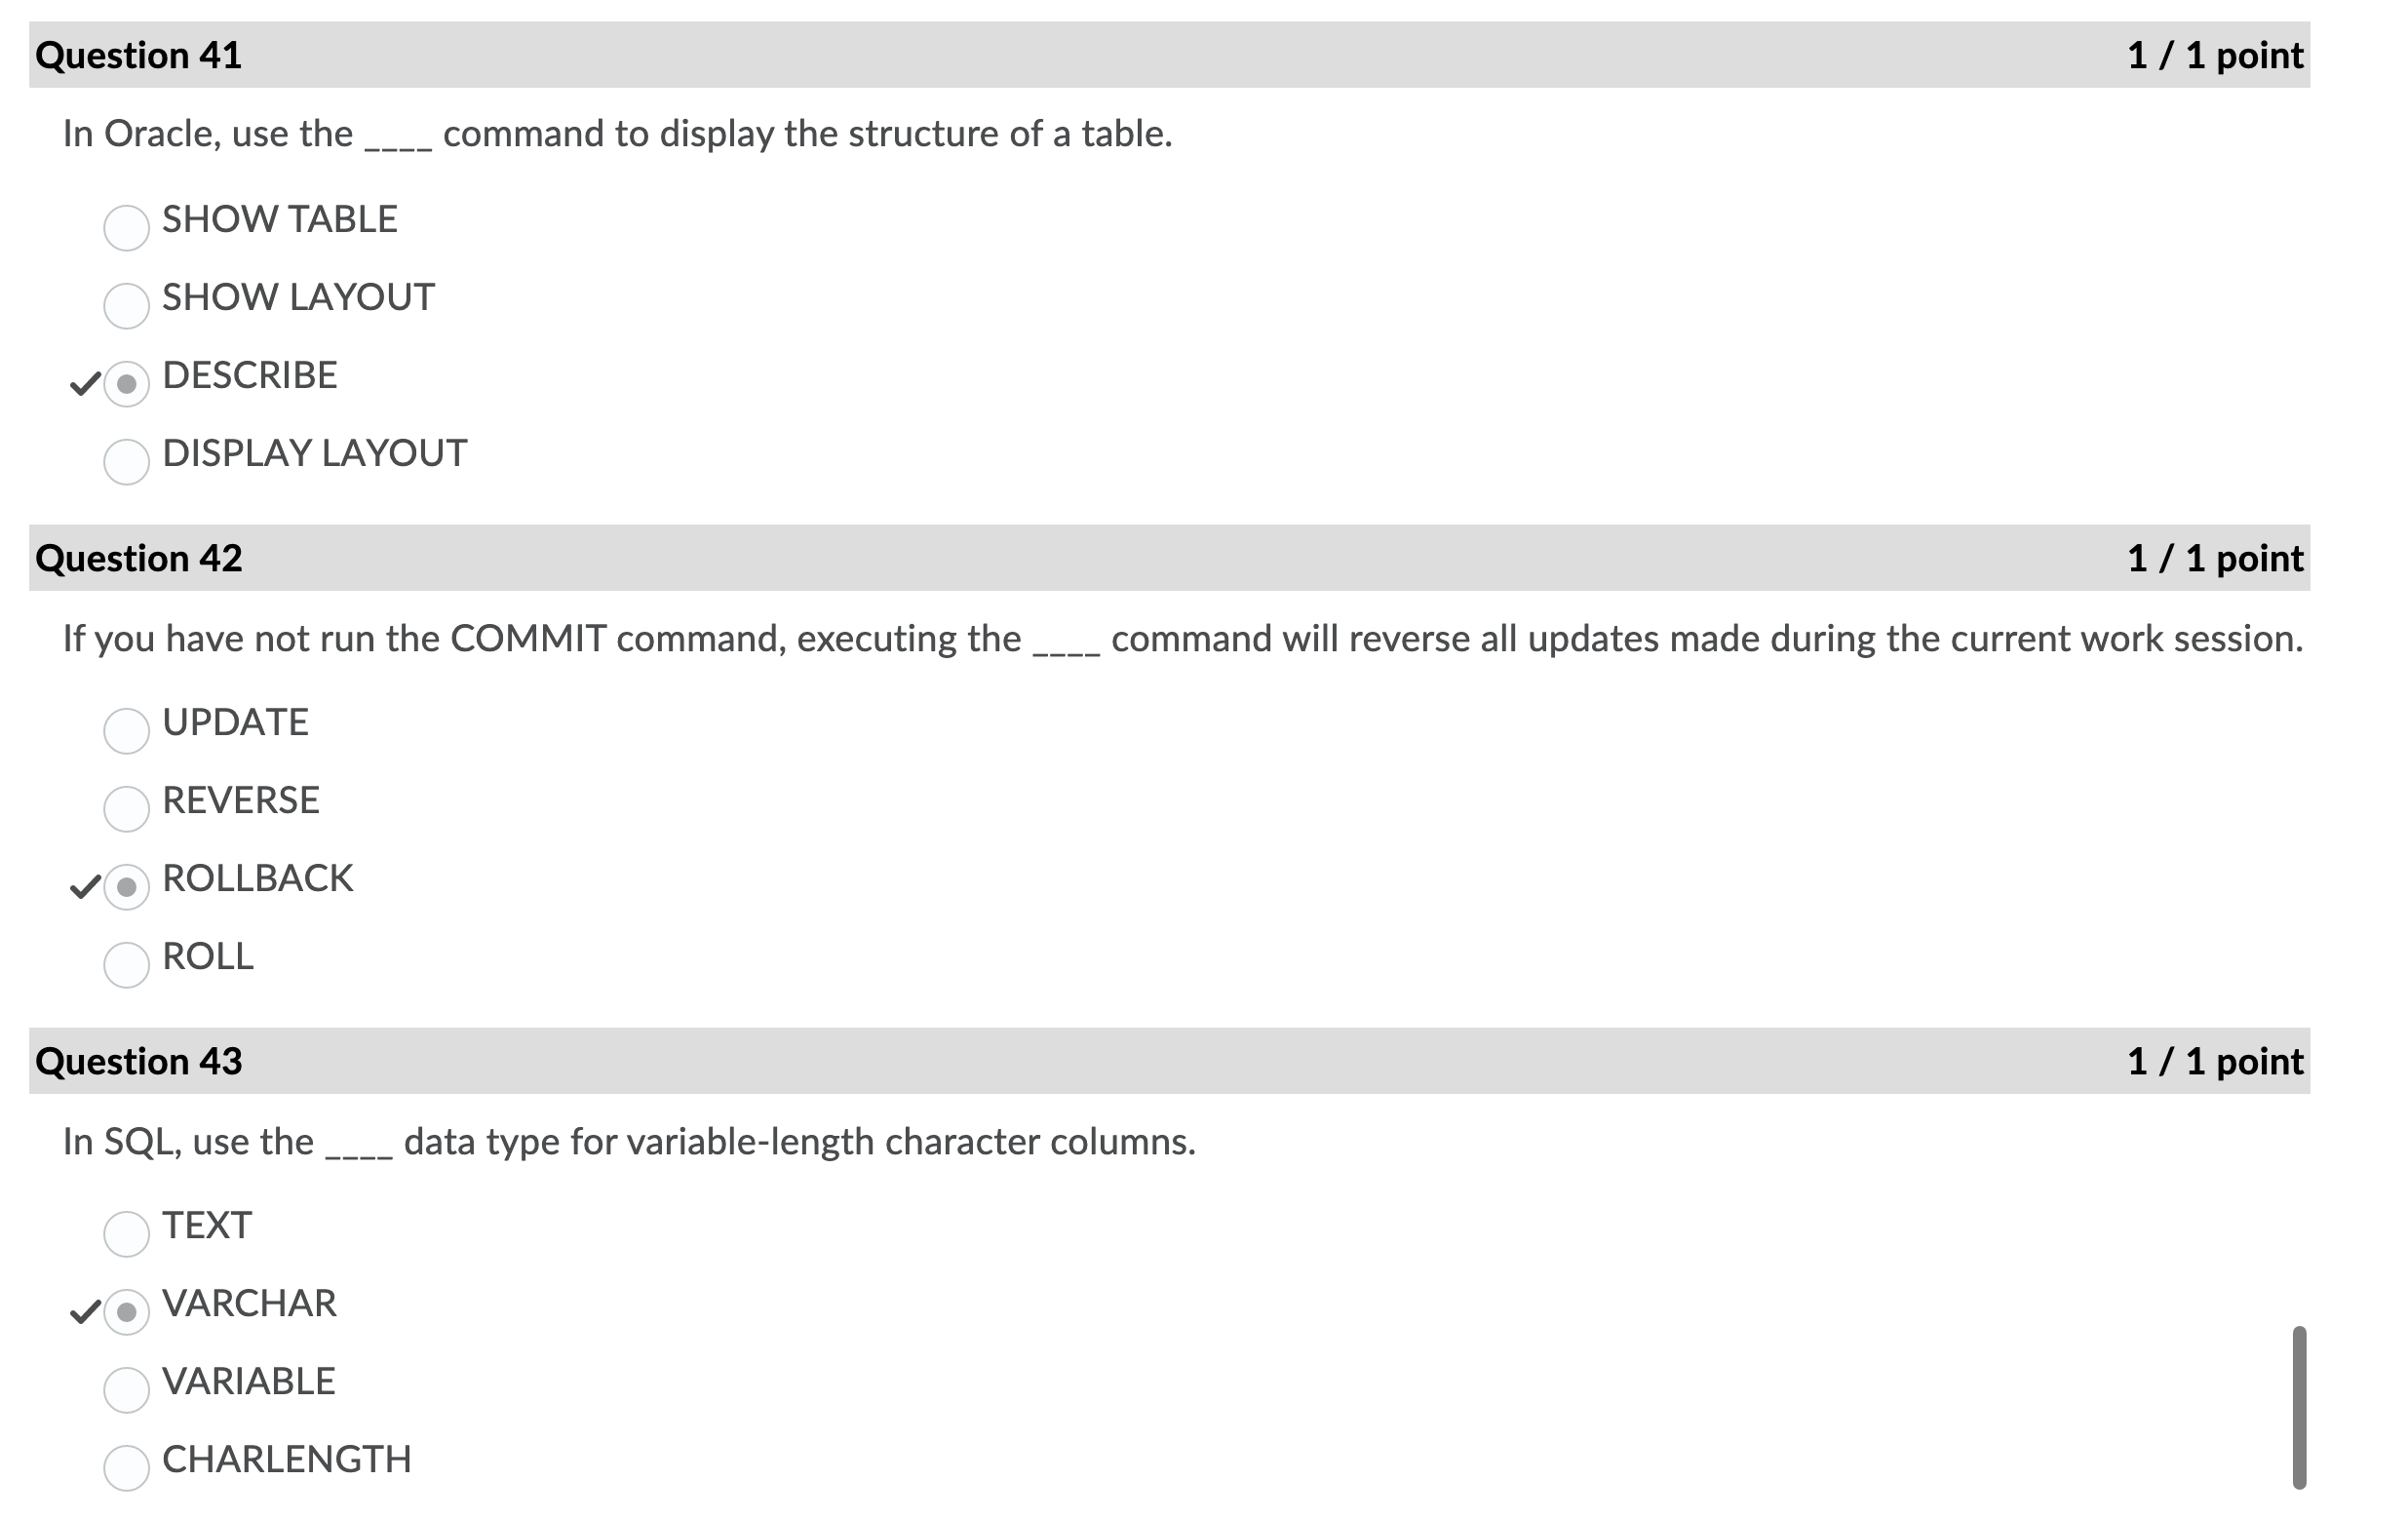 Question 41 1 / 1 point
In Oracle, use the ____ command to display the structure of a table.
SHOW TABLE
SHOW LAYOUT
DESCRIBE
DISPLAY LAYOUT
Question 42 1 / 1 point
If you have not run the COMMIT command, executing the ____ command will reverse all updates made during the current work session.
UPDATE
REVERSE
ROLLBACK
ROLL
Question 43 1 / 1 point
In SQL, use the ____ data type for variable-length character columns.
TEXT
VARCHAR
VARIABLE
CHARLENGTH